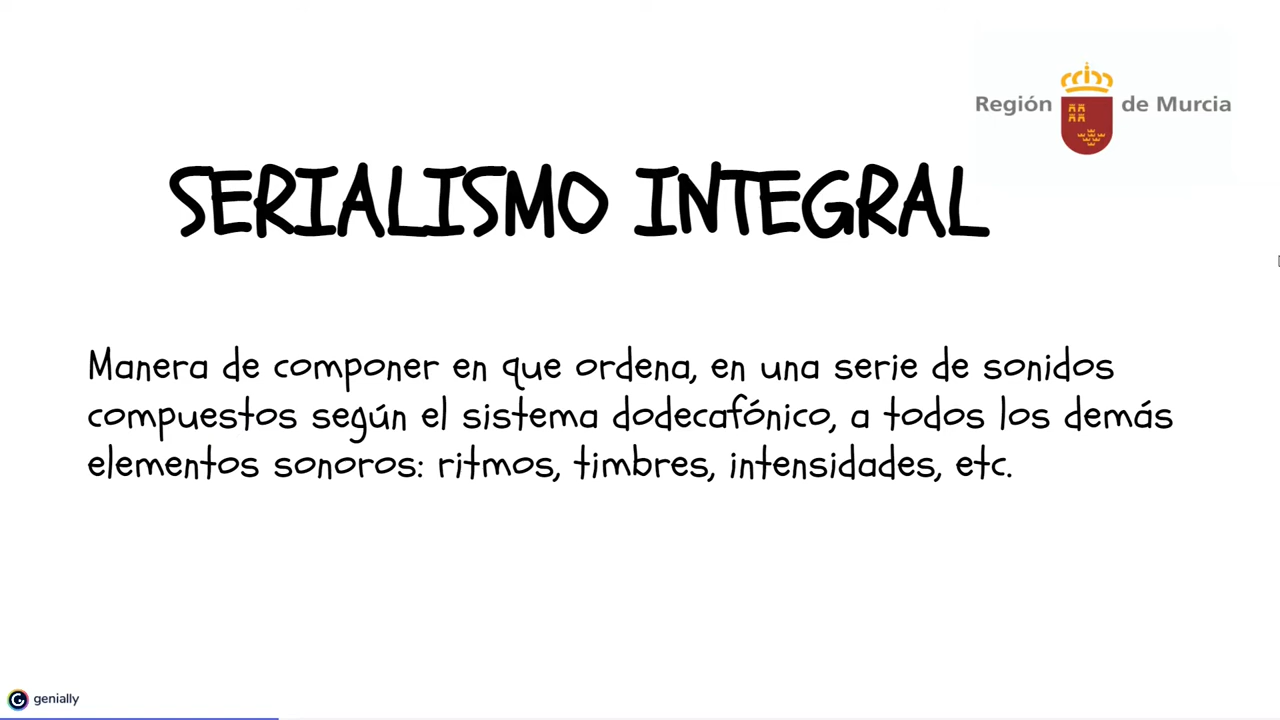 Región de Murcia
SERIALISMO INTEGRAL
Manera de componer en que ordena, en una serie de sonidos
compuestos según el sistema dodecafónico, a todos los demás
elementos sonoros: ritmos, timbres, intensidades, etc.
genially